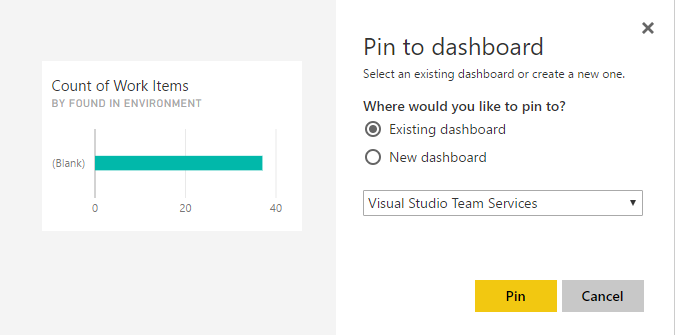 Count of Work Items
BY FOUND IN ENVIRONMENT
(Blank)
0 20 40
Pin to dashboard
Select an existing dashboard or create a new one.
Where would you like to pin to?
Existing dashboard
New dashboard
Visual Studio Team Services
Pin Cancel